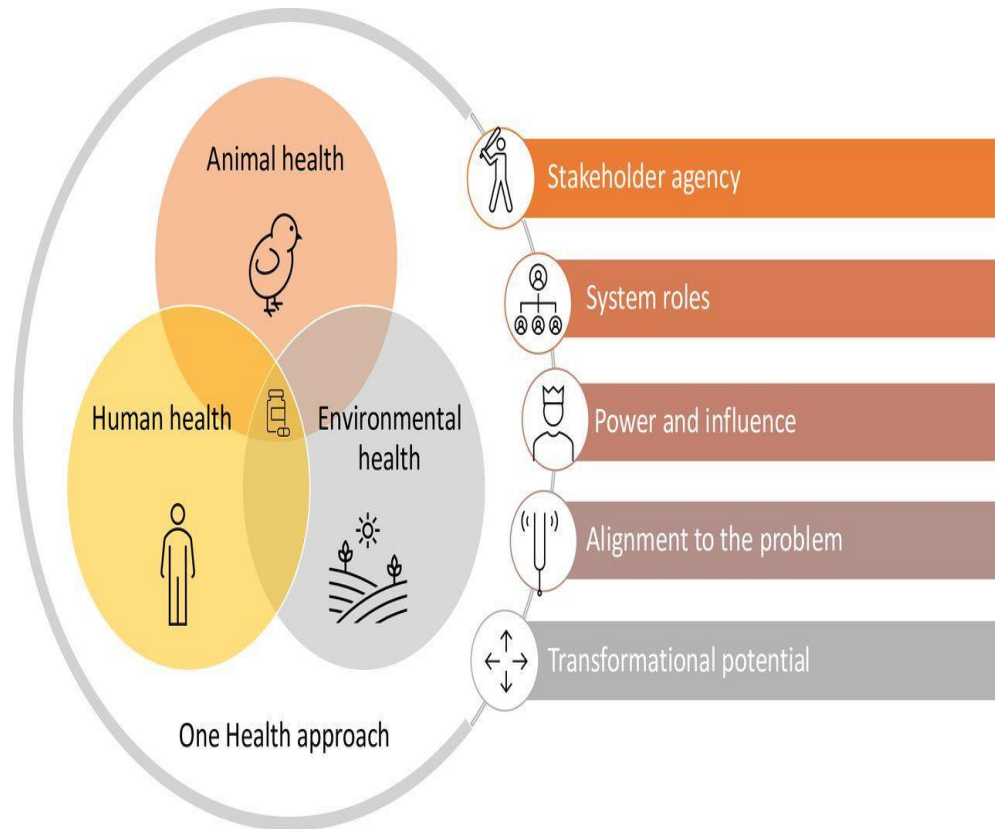 Animal health
Human health
Environmental
health
One Health approach
Stakeholder agency
System roles
Power and influence
Alignment to the problem
Transformational potential